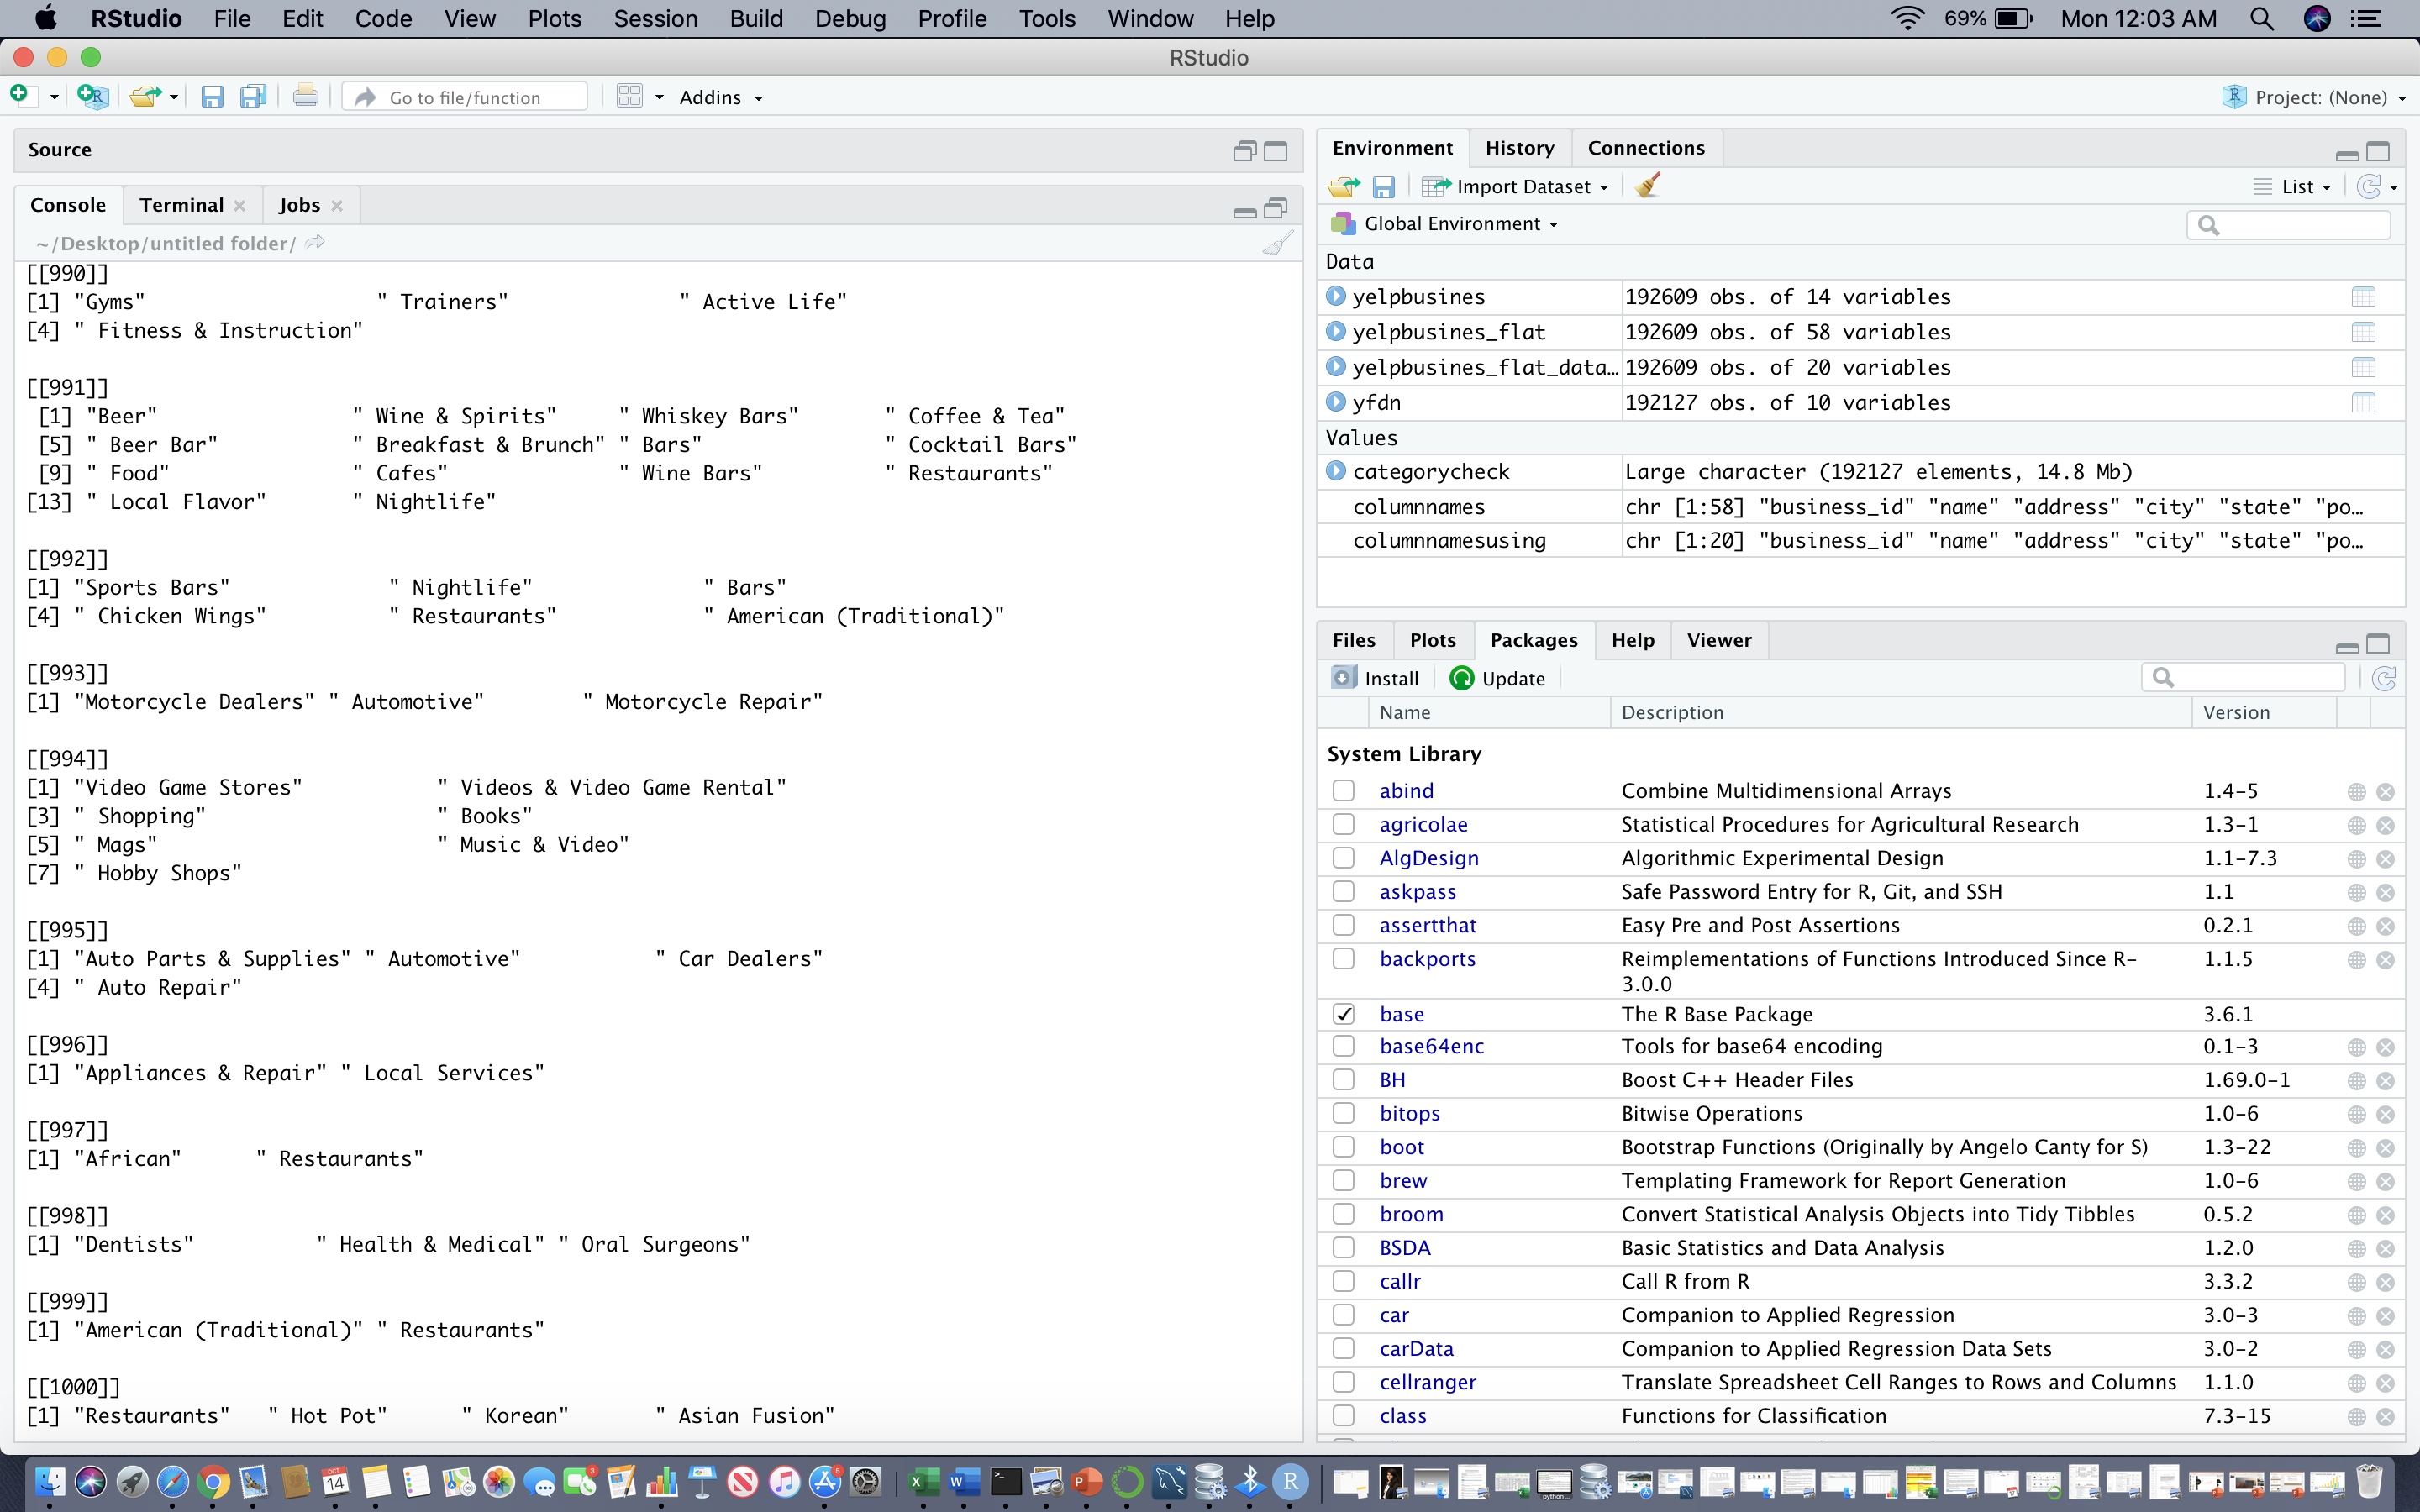 RStudio File Edit Code View Plots Session Build Debug Profile Tools Window Help 69% Mon 12:03 AM
RStudio
Go to file/function Addins Project: (None)
Source
Console Terminal Jobs
~/Desktop/untitled folder/
[[990]]
[1] "Gyms" " Trainers" " Active Life"
[4] " Fitness & Instruction"
[[991]]
[1] "Beer" " Wine & Spirits" " Whiskey Bars" " Coffee & Tea"
[5] " Beer Bar" " Breakfast & Brunch" " Bars" " Cocktail Bars"
[9] " Food" " Cafes" " Wine Bars" " Restaurants"
[13] " Local Flavor" " Nightlife"
[[992]]
[1] "Sports Bars" " Nightlife" " Bars"
[4] " Chicken Wings" " Restaurants" " American (Traditional)"
[[993]]
[1] "Motorcycle Dealers" " Automotive" " Motorcycle Repair"
[[994]]
[1] "Video Game Stores" " Videos & Video Game Rental"
[3] " Shopping" " Books"
[5] " Mags" " Music & Video"
[7] " Hobby Shops"
[[995]]
[1] "Auto Parts & Supplies" " Automotive" " Car Dealers"
[4] " Auto Repair"
[[996]]
[1] "Appliances & Repair" " Local Services"
[[997]]
[1] "African" " Restaurants"
[[998]]
[1] "Dentists" " Health & Medical" " Oral Surgeons"
[[999]]
[1] "American (Traditional)" " Restaurants"
[[1000]]
[1] "Restaurants" " Hot Pot" " Korean" " Asian Fusion"
Environment History Connections
Import Dataset List
Global Environment
Data
yelpbusines 192609 obs. of 14 variables
yelpbusines_flat 192609 obs. of 58 variables
yelpbusines_flat_data… 192609 obs. of 20 variables
yfdn 192127 obs. of 10 variables
Values
categorycheck Large character (192127 elements, 14.8 Mb)
columnnames chr [1:58] "business_id" "name" "address" "city" "state" "po…
columnnamesusing chr [1:20] "business_id" "name" "address" "city" "state" "po…
Files Plots Packages Help Viewer
Install Update
Name Description Version
System Library
abind Combine Multidimensional Arrays 1.4-5
agricolae Statistical Procedures for Agricultural Research 1.3-1
AlgDesign Algorithmic Experimental Design 1.1-7.3
askpass Safe Password Entry for R, Git, and SSH 1.1
assertthat Easy Pre and Post Assertions 0.2.1
backports Reimplementations of Functions Introduced Since R- 1.1.5
3.0.0
base The R Base Package 3.6.1
base64enc Tools for base64 encoding 0.1-3
BH Boost C++ Header Files 1.69.0-1
bitops Bitwise Operations 1.0-6
boot Bootstrap Functions (Originally by Angelo Canty for S) 1.3-22
brew Templating Framework for Report Generation 1.0-6
broom Convert Statistical Analysis Objects into Tidy Tibbles 0.5.2
BSDA Basic Statistics and Data Analysis 1.2.0
callr Call R from R 3.3.2
car Companion to Applied Regression 3.0-3
carData Companion to Applied Regression Data Sets 3.0-2
cellranger Translate Spreadsheet Cell Ranges to Rows and Columns 1.1.0
class Functions for Classification 7.3-15